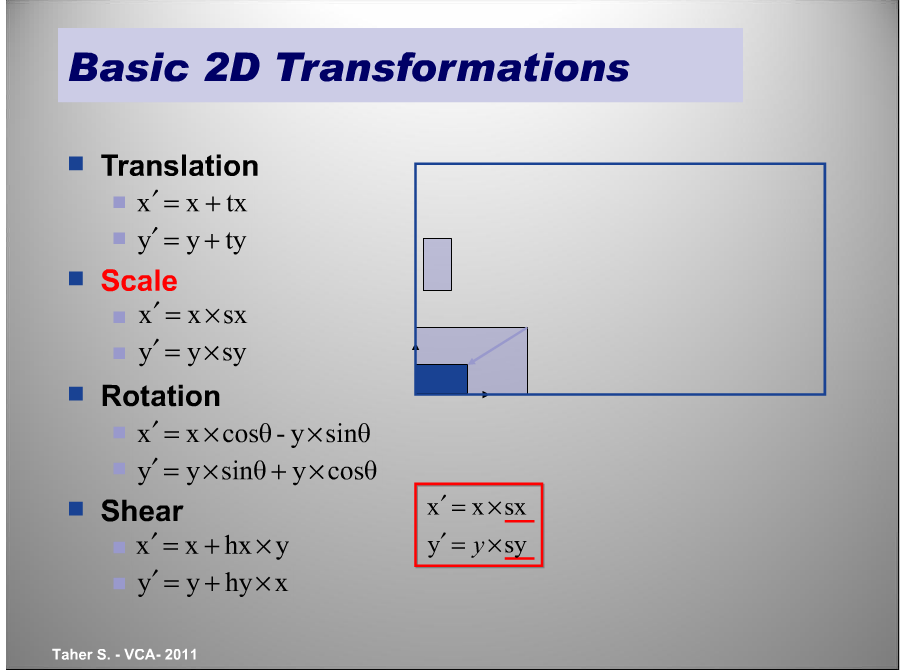 Basic 2D Transformations
Translation
x′ = x + tx
y′ = y + ty
Scale
x′ = x × sx
y′ = y × sy
Rotation
x′ = x × cosθ - y × sinθ
y′ = y × sinθ + y × cosθ
Shear
x′ = x + hx × y
y′ = y + hy × x
x′ = x × sx
y′ = y × sy
Taher S. - VCA- 2011